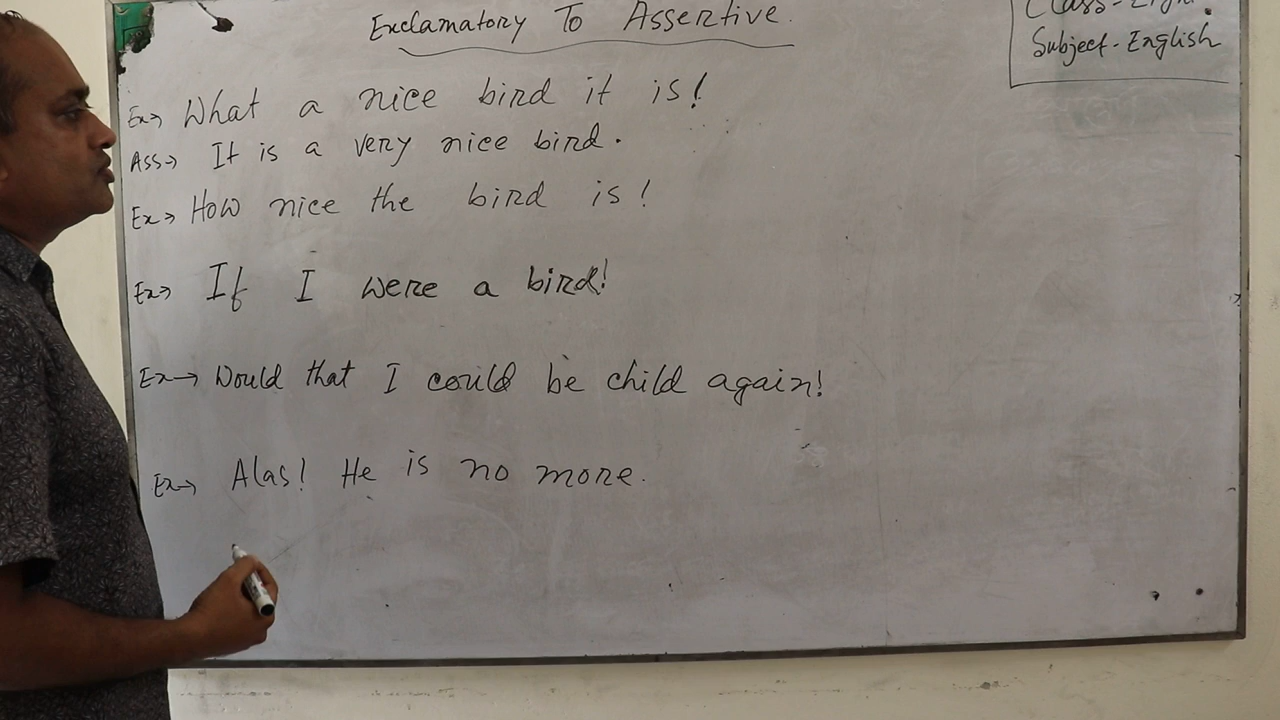 Exclamatory To Assertive.
Class-
Subject-English
Ex→ What a nice bird it is!
Ass→ It is a very nice bird.
Ex→ How nice the bird is!
Ex→ If I were a bird!
Ex→ Would that I could be child again!
Ex→ Alas! He is no more.